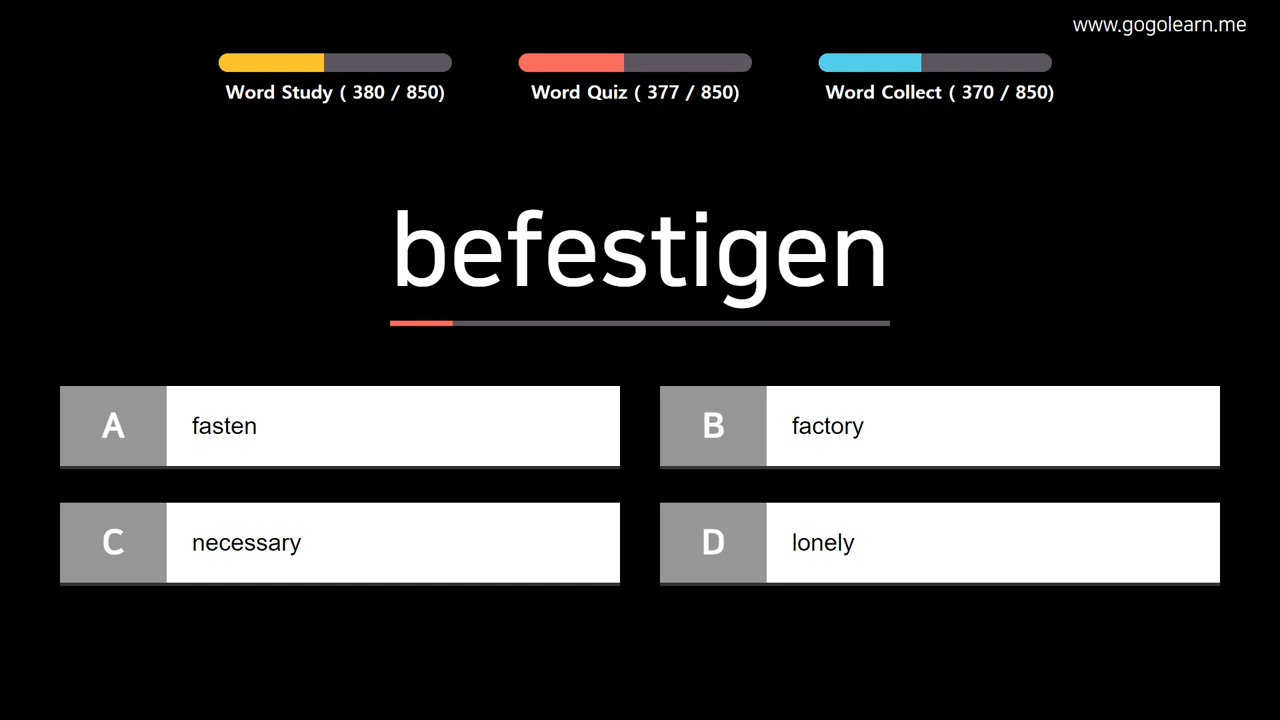 www.gogolearn.me
Word Study ( 380 / 850)
Word Quiz ( 377 / 850)
Word Collect ( 370 / 850)
befestigen
A
fasten
B
factory
C
necessary
D
lonely